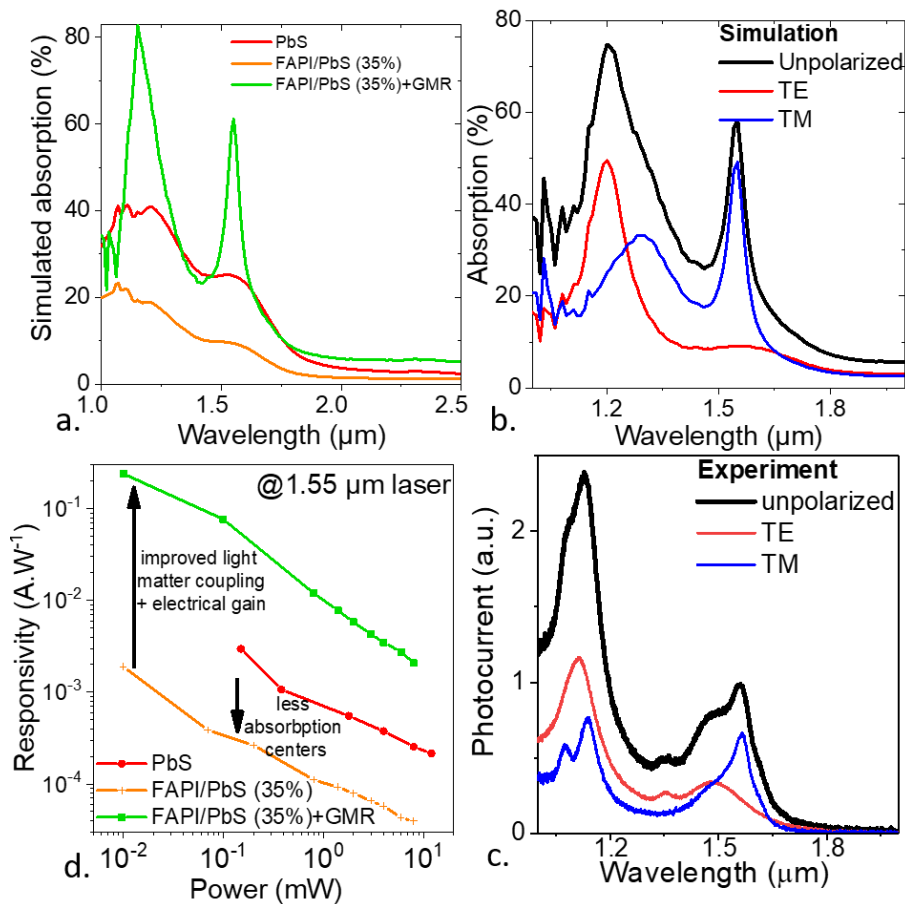 80
60
40
20
0
Simulated absorption (%)
PbS
FAPI/PbS (35%)
FAPI/PbS (35%)+GMR
1.0
1.5
2.0
2.5
Wavelength (µm)
a.
80
60
40
20
0
Absorption (%)
Simulation
Unpolarized
TE
TM
1.2
1.5
1.8
Wavelength (µm)
b.
10-1
10-2
10-3
10-4
Responsivity (A.W-1)
@1.55 µm laser
improved light
matter coupling
+ electrical gain
less
absorbption
centers
PbS
FAPI/PbS (35%)
FAPI/PbS (35%)+GMR
10-2
10-1
100
101
Power (mW)
d.
2
1
0
Photocurrent (a.u.)
Experiment
unpolarized
TE
TM
1.2
1.5
1.8
Wavelength (µm)
c.